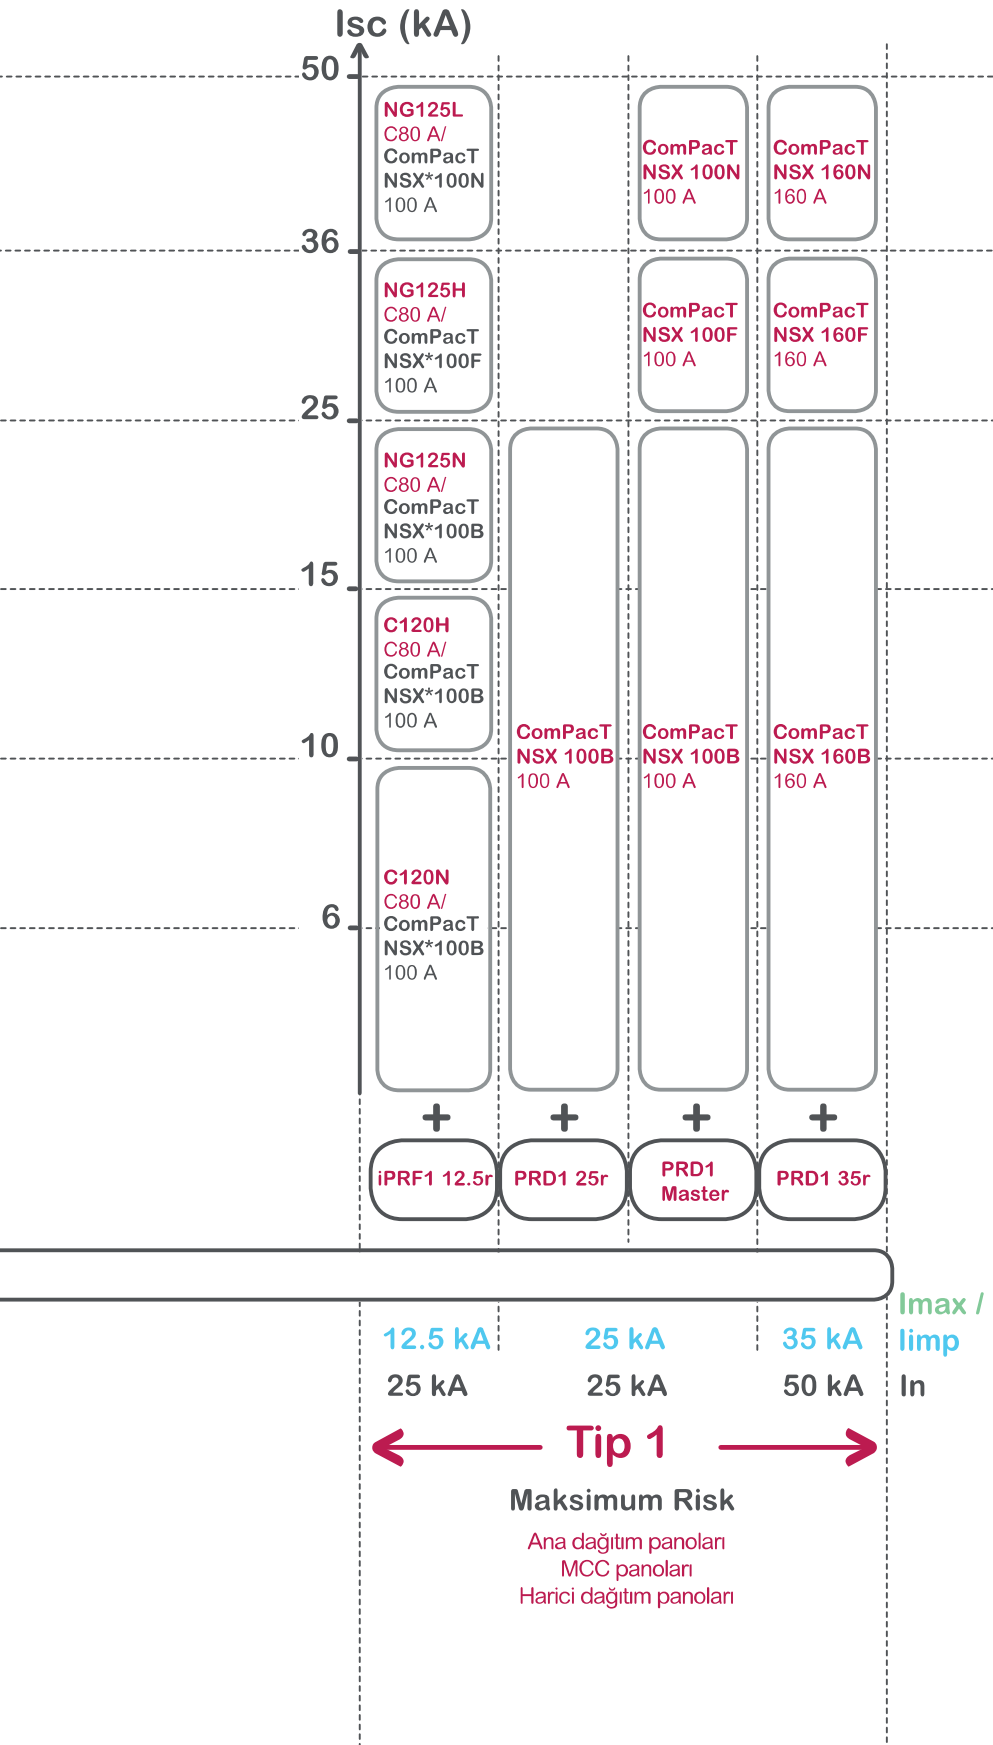 Isc (kA)
50
NG125L
C80 A/
ComPacT
NSX*100N
100 A
ComPacT
NSX 100N
100 A
ComPacT
NSX 160N
160 A
36
NG125H
C80 A/
ComPacT
NSX*100F
100 A
ComPacT
NSX 100F
100 A
ComPacT
NSX 160F
160 A
25
NG125N
C80 A/
ComPacT
NSX*100B
100 A
15
C120H
C80 A/
ComPacT
NSX*100B
100 A
10
ComPacT
NSX 100B
100 A
ComPacT
NSX 100B
100 A
ComPacT
NSX 160B
160 A
C120N
C80 A/
ComPacT
NSX*100B
100 A
6
+ + + +
iPRF1 12.5r
PRD1 25r
PRD1
Master
PRD1 35r
Imax /
Iimp
12.5 kA 25 kA 35 kA
25 kA 25 kA 50 kA In
Tip 1
Maksimum Risk
Ana dağıtım panoları
MCC panoları
Harici dağıtım panoları